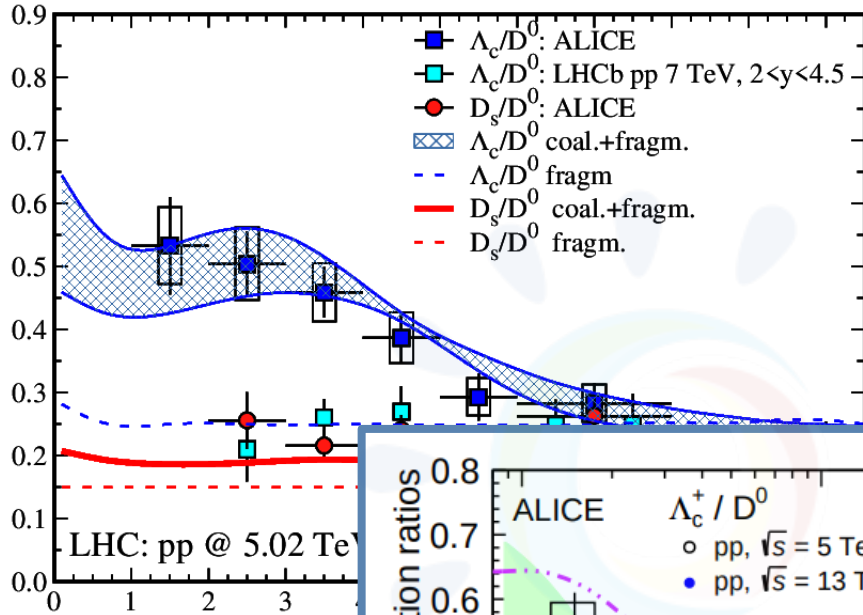 0.9
0.8
0.7
0.6
0.5
0.4
0.3
0.2
0.1
0.0
Λc/D⁰: ALICE
Λc/D⁰: LHCb pp 7 TeV, 2<y<4.5
Ds/D⁰: ALICE
Λc/D⁰ coal.+fragm.
Λc/D⁰ fragm
Ds/D⁰ coal.+fragm.
Ds/D⁰ fragm.
LHC: pp @ 5.02 TeV
0 1 2 3 4
ction ratios
0.8
0.7
0.6
ALICE
Λc⁺ / D⁰
pp, √s = 5 Te
pp, √s = 13 T